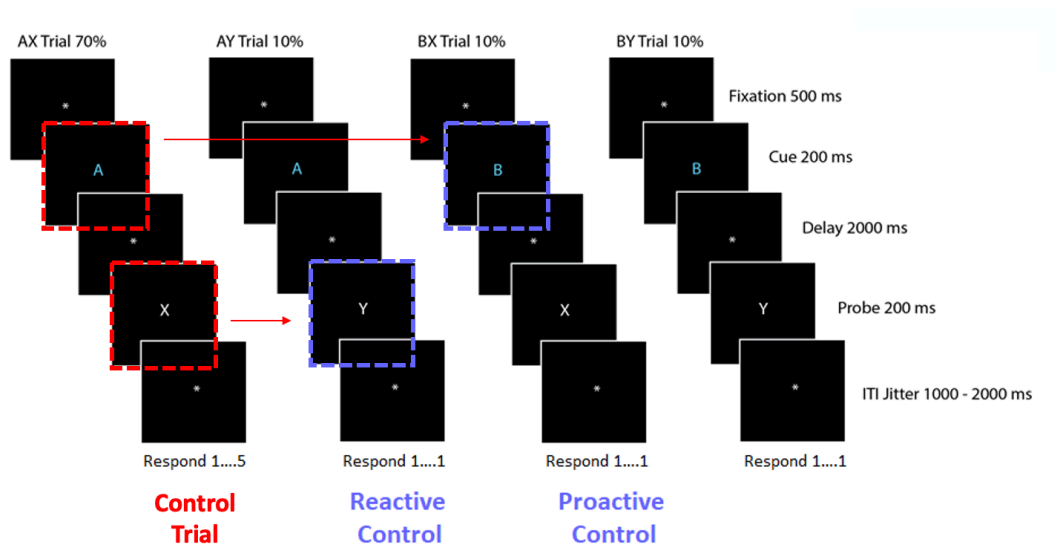 AX Trial 70%
AY Trial 10%
BX Trial 10%
BY Trial 10%
*
*
*
*
Fixation 500 ms
A
A
B
B
Cue 200 ms
*
*
*
*
Delay 2000 ms
X
Y
X
Y
Probe 200 ms
*
*
*
*
ITI Jitter 1000 - 2000 ms
Respond 1....5
Respond 1....1
Respond 1....1
Respond 1....1
Control
Trial
Reactive
Control
Proactive
Control